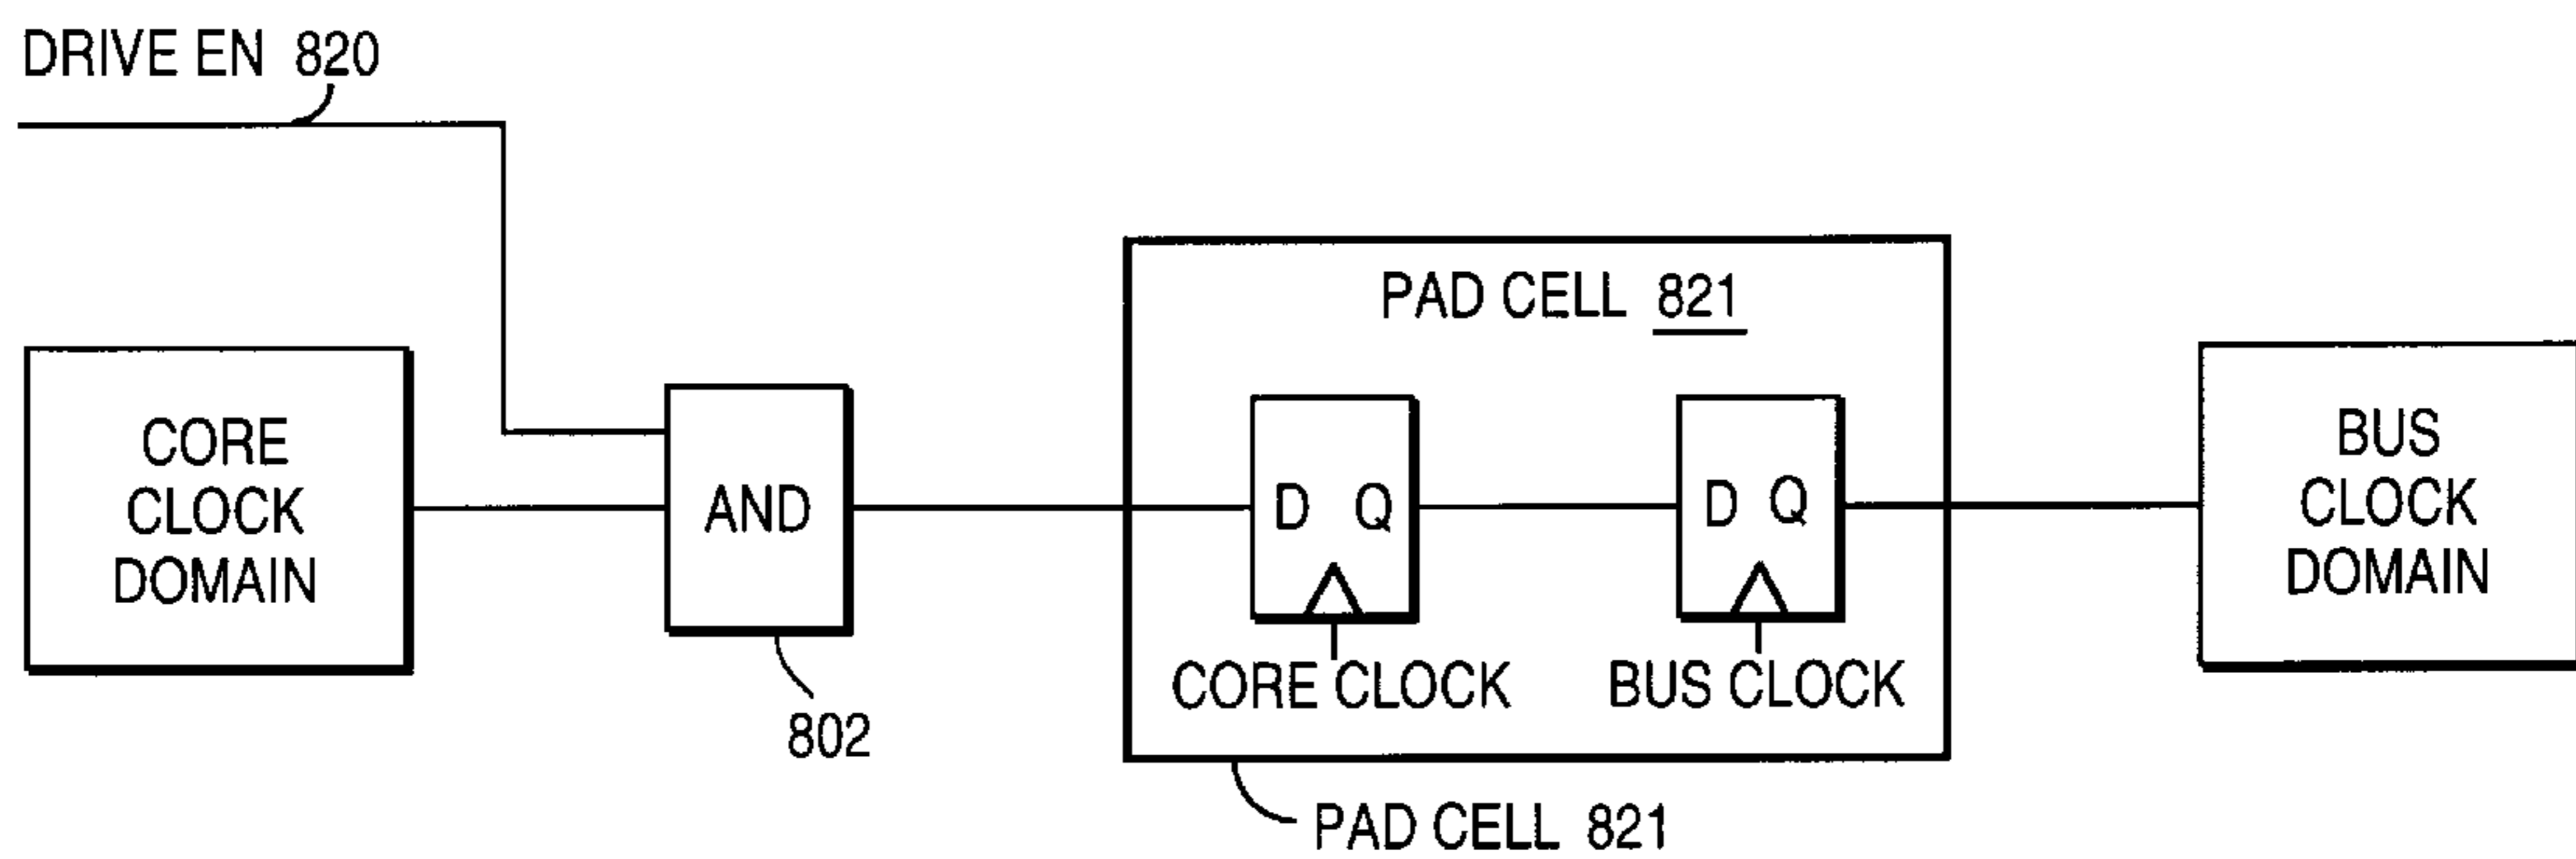 DRIVE EN 820
CORE
CLOCK
DOMAIN
AND
802
PAD CELL 821
D Q
CORE CLOCK
D Q
BUS CLOCK
PAD CELL 821
BUS
CLOCK
DOMAIN